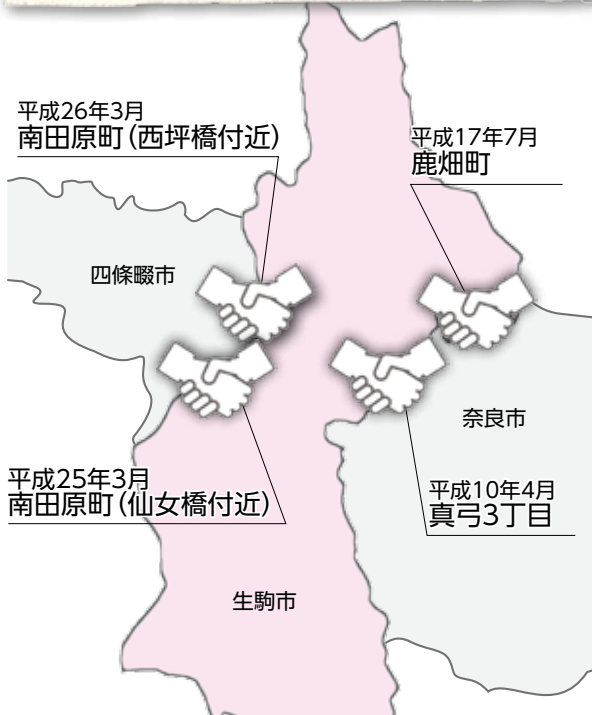 平成26年3月
南田原町(西坪橋付近)
平成17年7月
鹿畑町
四條畷市
奈良市
平成25年3月
南田原町(仙女橋付近)
平成10年4月
真弓3丁目
生駒市